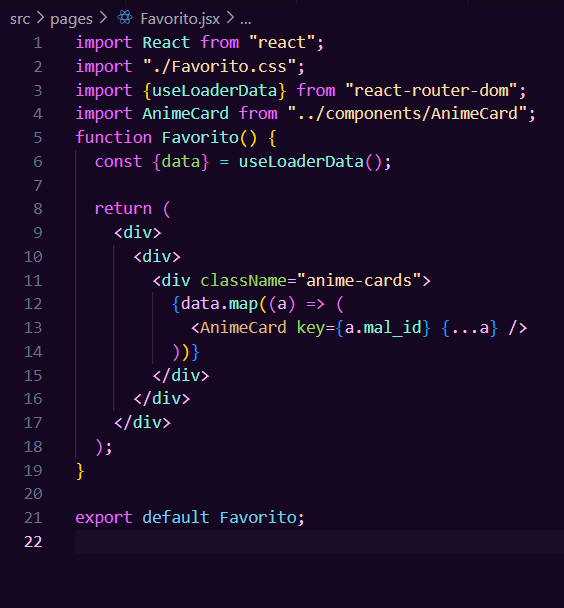 src > pages > Favorito.jsx > ...
1 import React from "react";
2 import "./Favorito.css";
3 import {useLoaderData} from "react-router-dom";
4 import AnimeCard from "../components/AnimeCard";
5 function Favorito() {
6   const {data} = useLoaderData();
7
8   return (
9     <div>
10       <div>
11         <div className="anime-cards">
12           {data.map((a) => (
13             <AnimeCard key={a.mal_id} {...a} />
14           ))}
15         </div>
16       </div>
17     </div>
18   );
19 }
20
21 export default Favorito;
22